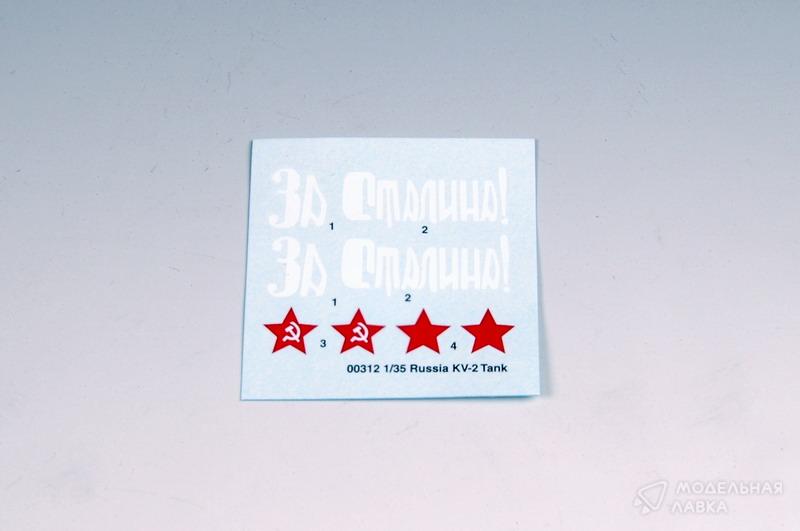 За Сталина!
1 2
За Сталина!
1 2
3 4
00312 1/35 Russia KV-2 Tank
МОДЕЛЬНАЯ
ЛАВКА